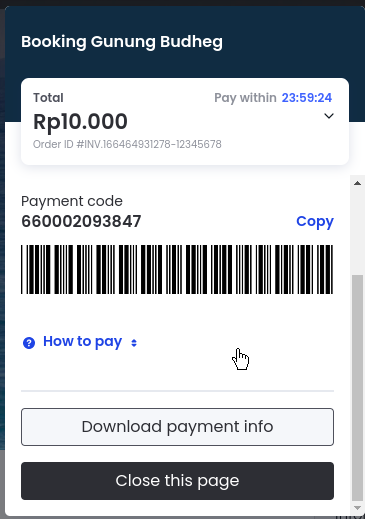 Booking Gunung Budheg
Total
Pay within 23:59:24
Rp10.000
Order ID #INV.166464931278-12345678
Payment code
660002093847
Copy
How to pay
Download payment info
Close this page